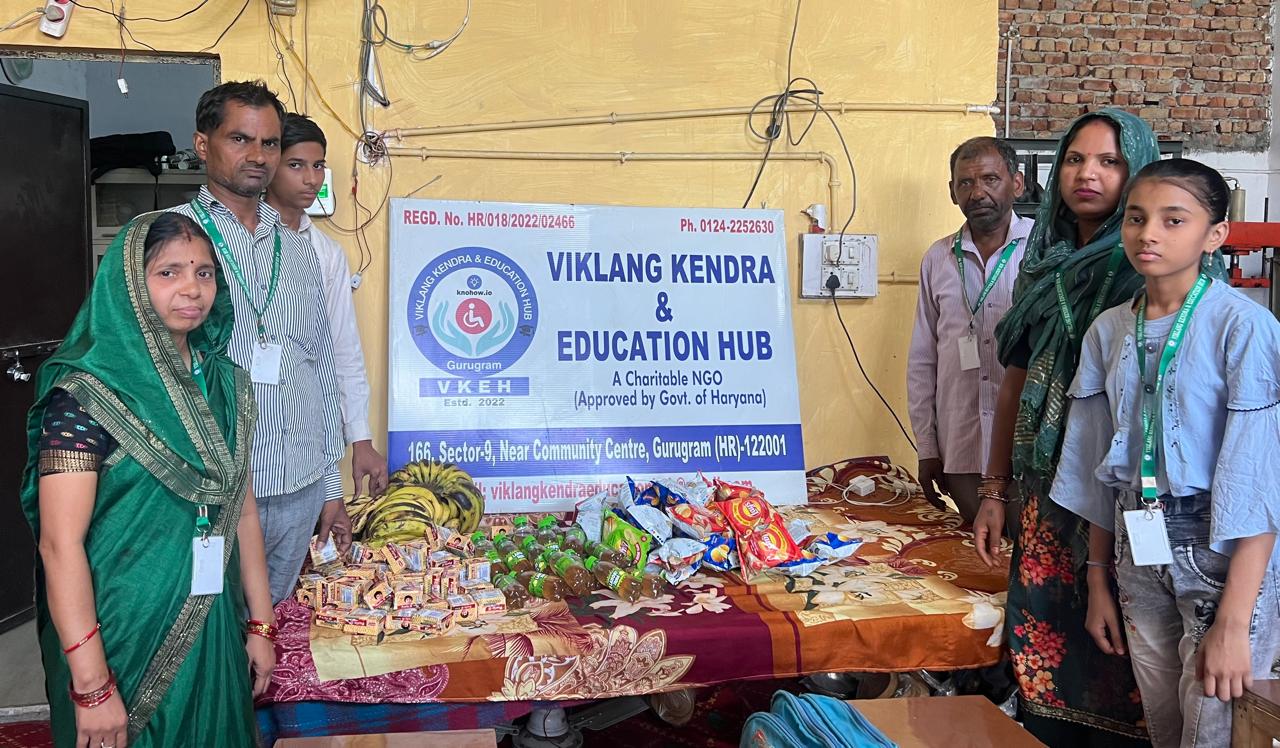 REGD. No. HR/018/2022/02466
Ph. 0124-2252630
VIKLANG KENDRA & EDUCATION HUB
knohow.io
Gurugram
VKEH
Estd. 2022
VIKLANG KENDRA
&
EDUCATION HUB
A Charitable NGO
(Approved by Govt. of Haryana)
166, Sector-9, Near Community Centre, Gurugram (HR)-122001